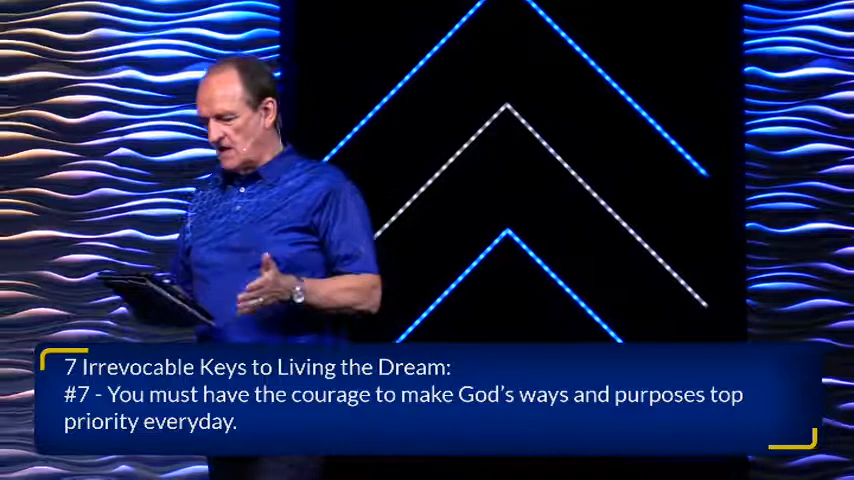 7 Irrevocable Keys to Living the Dream:
#7 - You must have the courage to make God's ways and purposes top
priority everyday.